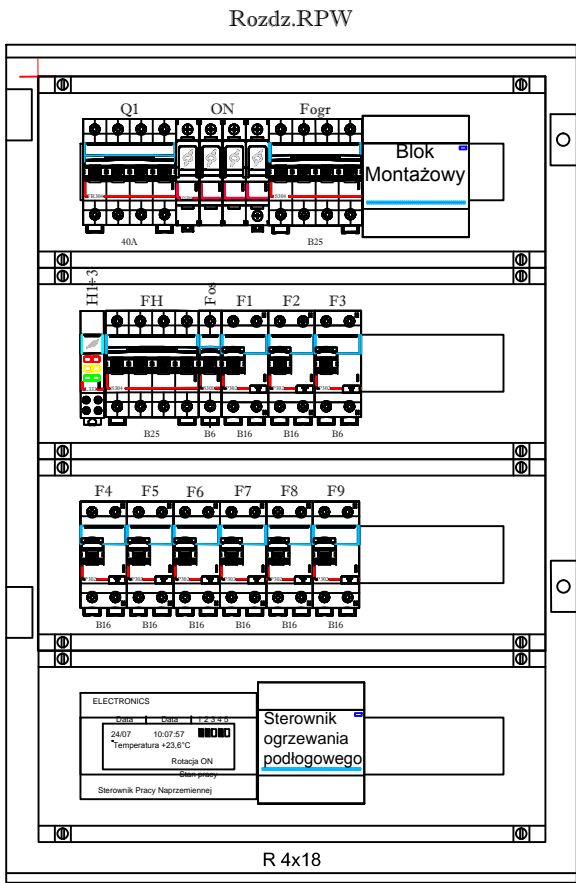 Rozdz.RPW
Q1 ON Fogr
Blok
Montażowy
40A B25
H1÷3 FH Fos F1 F2 F3
B25 B6 B16 B16 B6
F4 F5 F6 F7 F8 F9
B16 B16 B16 B16 B16 B16
ELECTRONICS
Data Data 1 2 3 4 5
24/07 10:07:57
Temperatura +23,6°C
Rotacja ON
Stan pracy
Sterownik Pracy Naprzemiennej
Sterownik
ogrzewania
podłogowego
R 4x18